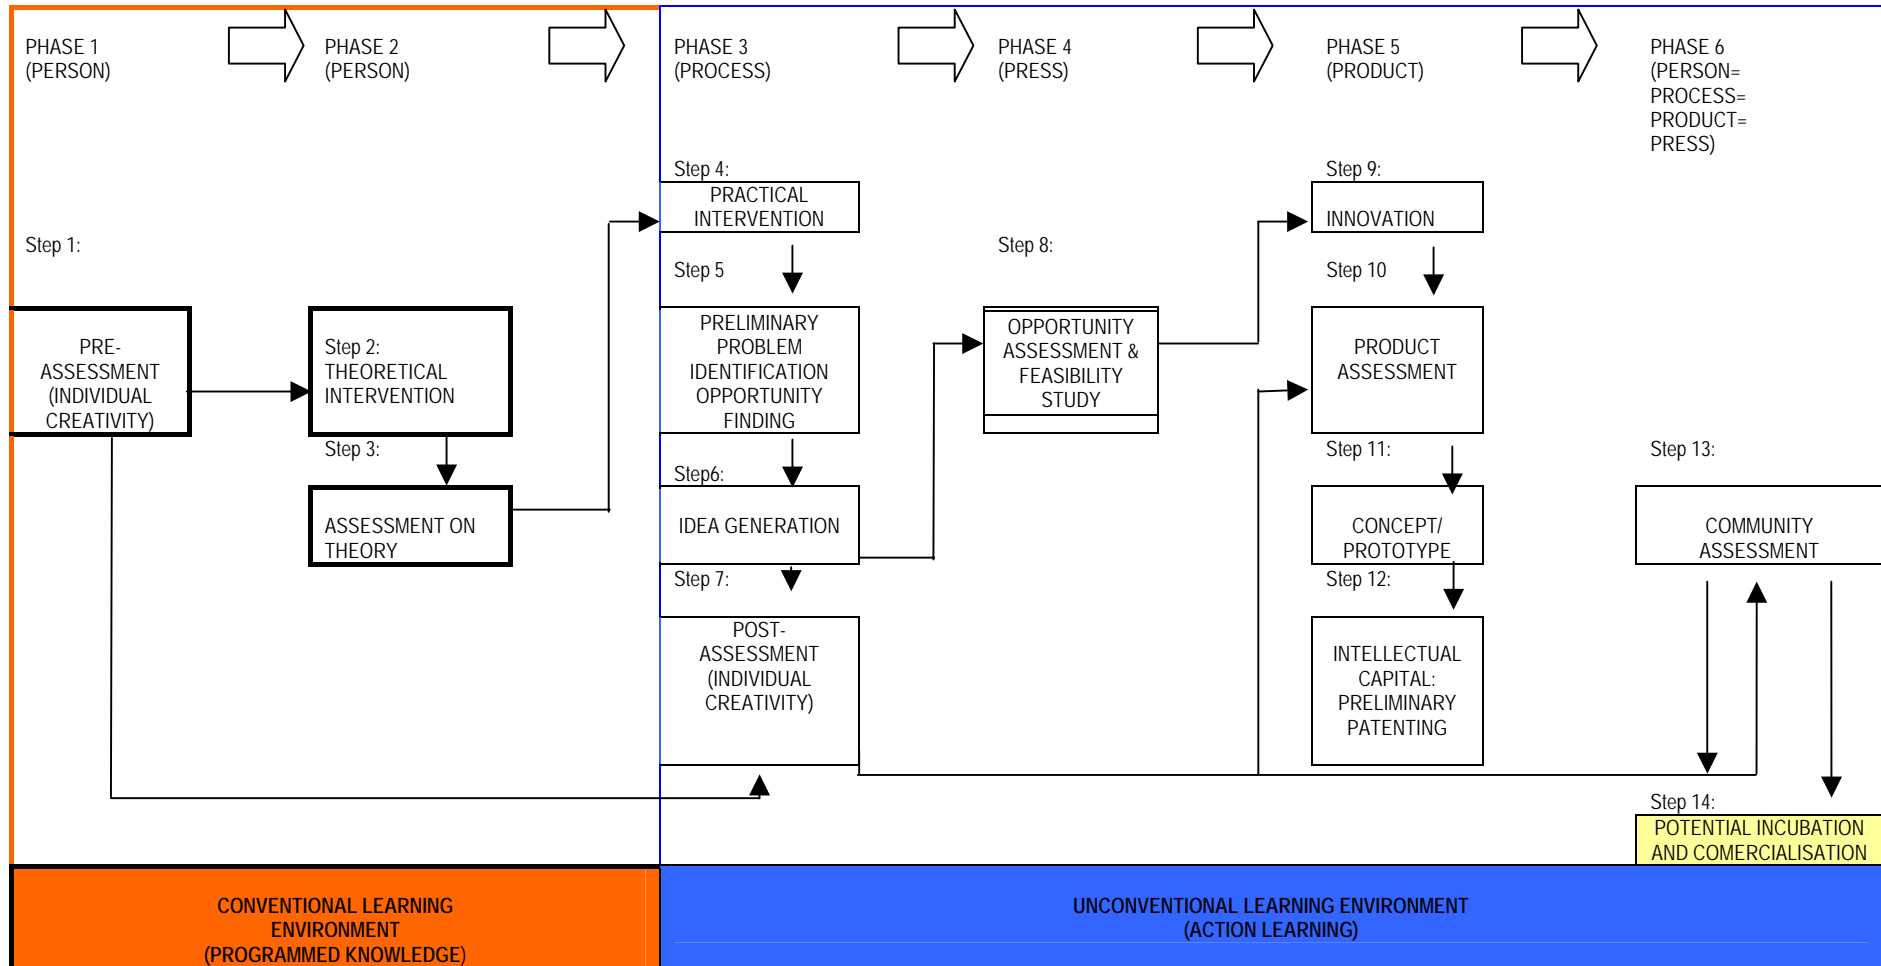 PHASE 1
(PERSON)
PHASE 2
(PERSON)
PHASE 3
(PROCESS)
PHASE 4
(PRESS)
PHASE 5
(PRODUCT)
PHASE 6
(PERSON=
PROCESS=
PRODUCT=
PRESS)
Step 1:
PRE-
ASSESSMENT
(INDIVIDUAL
CREATIVITY)
Step 2:
THEORETICAL
INTERVENTION
Step 3:
ASSESSMENT ON
THEORY
Step 4:
PRACTICAL
INTERVENTION
Step 5
PRELIMINARY
PROBLEM
IDENTIFICATION
OPPORTUNITY
FINDING
Step6:
IDEA GENERATION
Step 7:
POST-
ASSESSMENT
(INDIVIDUAL
CREATIVITY)
Step 8:
OPPORTUNITY
ASSESSMENT &
FEASIBILITY
STUDY
Step 9:
INNOVATION
Step 10
PRODUCT
ASSESSMENT
Step 11:
CONCEPT/
PROTOTYPE
Step 12:
INTELLECTUAL
CAPITAL:
PRELIMINARY
PATENTING
Step 13:
COMMUNITY
ASSESSMENT
Step 14:
POTENTIAL INCUBATION
AND COMERCIALISATION
CONVENTIONAL LEARNING
ENVIRONMENT
(PROGRAMMED KNOWLEDGE)
UNCONVENTIONAL LEARNING ENVIRONMENT
(ACTION LEARNING)